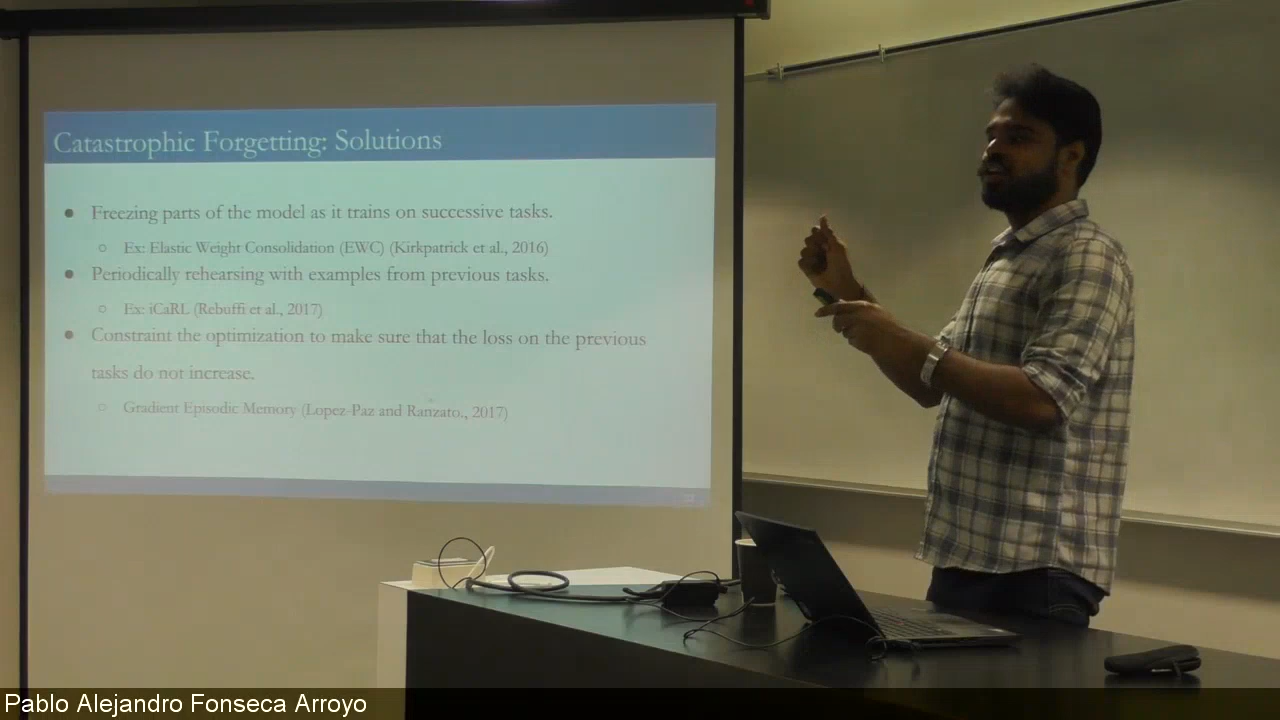 Catastrophic Forgetting: Solutions
● Freezing parts of the model as it trains on successive tasks.
○ Ex: Elastic Weight Consolidation (EWC) (Kirkpatrick et al., 2016)
● Periodically rehearsing with examples from previous tasks.
○ Ex: iCaRL (Rebuffi et al., 2017)
● Constraint the optimization to make sure that the loss on the previous
tasks do not increase.
○ Gradient Episodic Memory (Lopez-Paz and Ranzato., 2017)
Pablo Alejandro Fonseca Arroyo